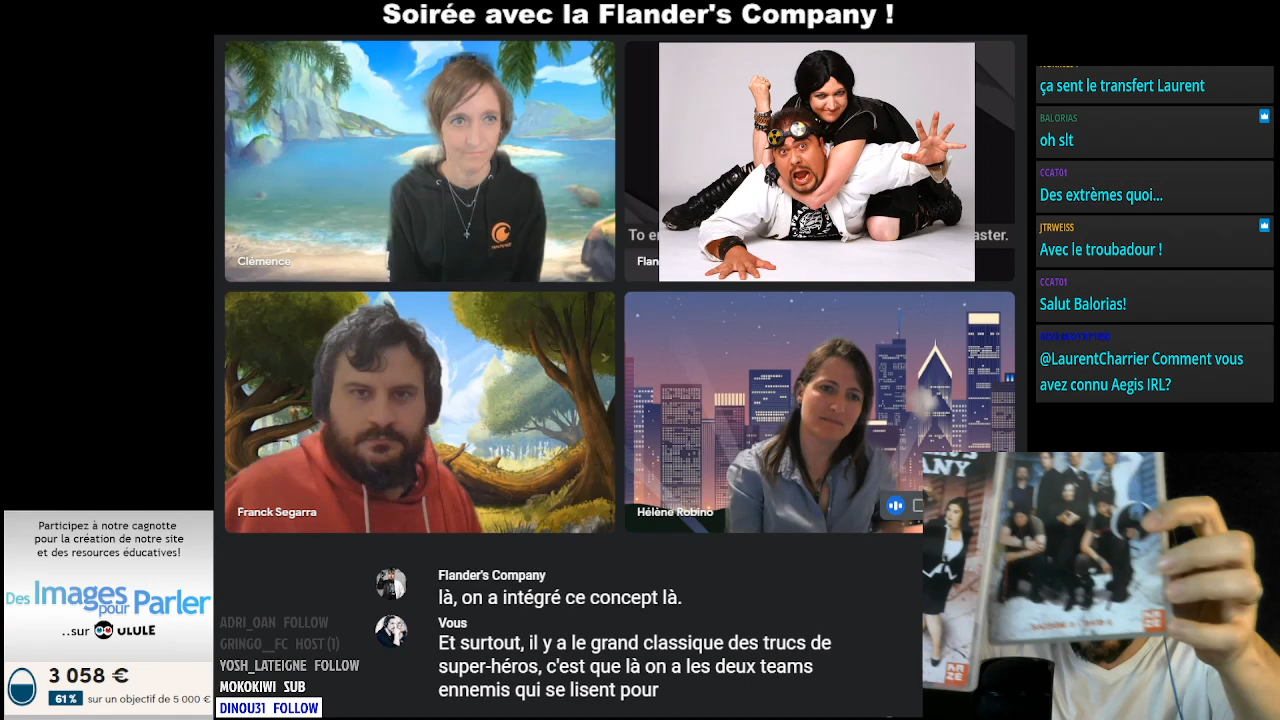 Soirée avec la Flander's Company !
Clémence
To e
aster.
Flan
Franck Segarra
Hélène Robino
ça sent le transfert Laurent
BALORIAS
oh slt
CCAT01
Des extrèmes quoi...
JTRWEISS
Avec le troubadour !
CCAT01
Salut Balorias!
@LaurentCharrier Comment vous
avez connu Aegis IRL?
ANY
Participez à notre cagnotte
pour la création de notre site
et des resources éducatives!
Des Images pour Parler
..sur ULULE
3 058 €
61 % sur un objectif de 5 000 €
ADRI_OAN FOLLOW
GRINGO__FC HOST(1)
YOSH_LATEIGNE FOLLOW
MOKOKIWI SUB
DINOU31 FOLLOW
Flander's Company
là, on a intégré ce concept là.
Vous
Et surtout, il y a le grand classique des trucs de
super-héros, c'est que là on a les deux teams
ennemis qui se lisent pour